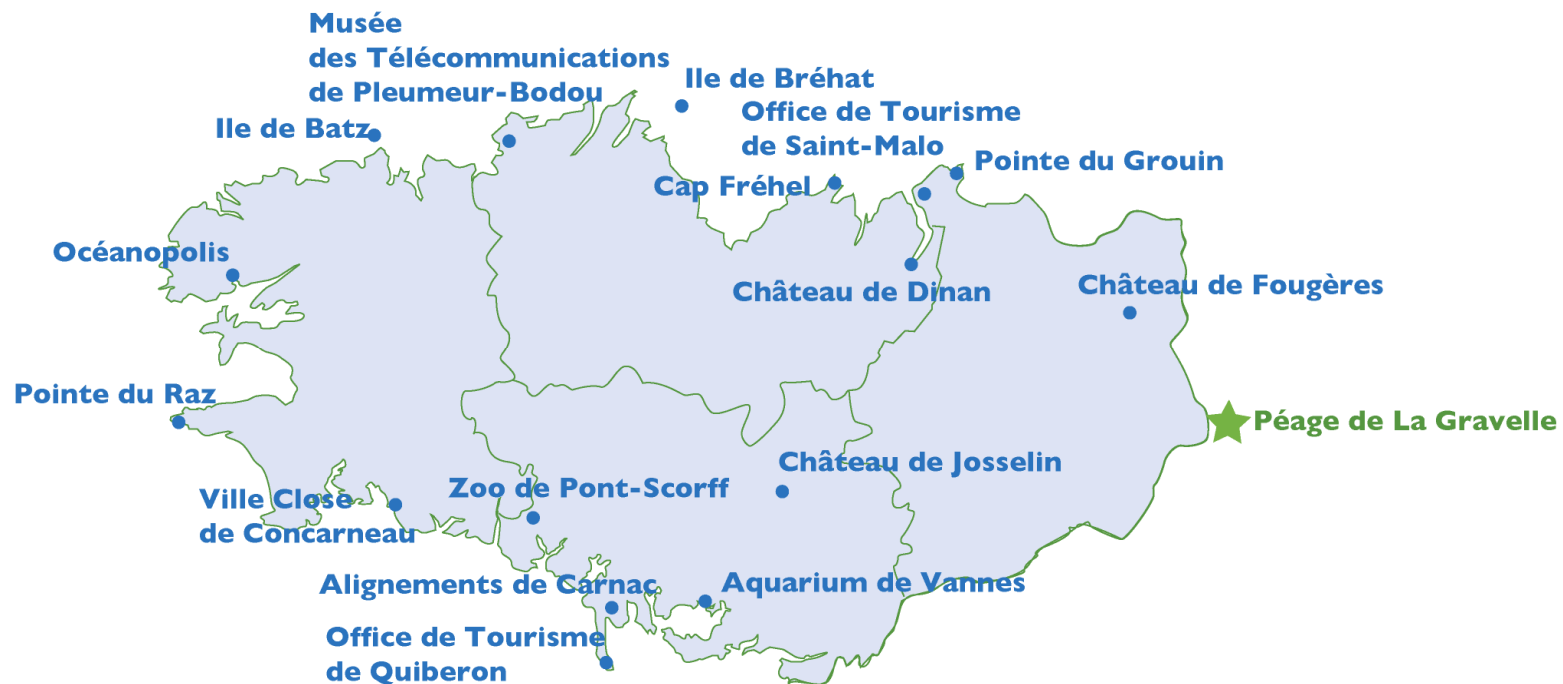 Musée
des Télécommunications
de Pleumeur-Bodou
Ile de Bréhat
Office de Tourisme
de Saint-Malo
Ile de Batz
Pointe du Grouin
Cap Fréhel
Océanopolis
Château de Dinan
Château de Fougères
Pointe du Raz
Péage de La Gravelle
Château de Josselin
Zoo de Pont-Scorff
Ville Close
de Concarneau
Alignements de Carnac
Aquarium de Vannes
Office de Tourisme
de Quiberon